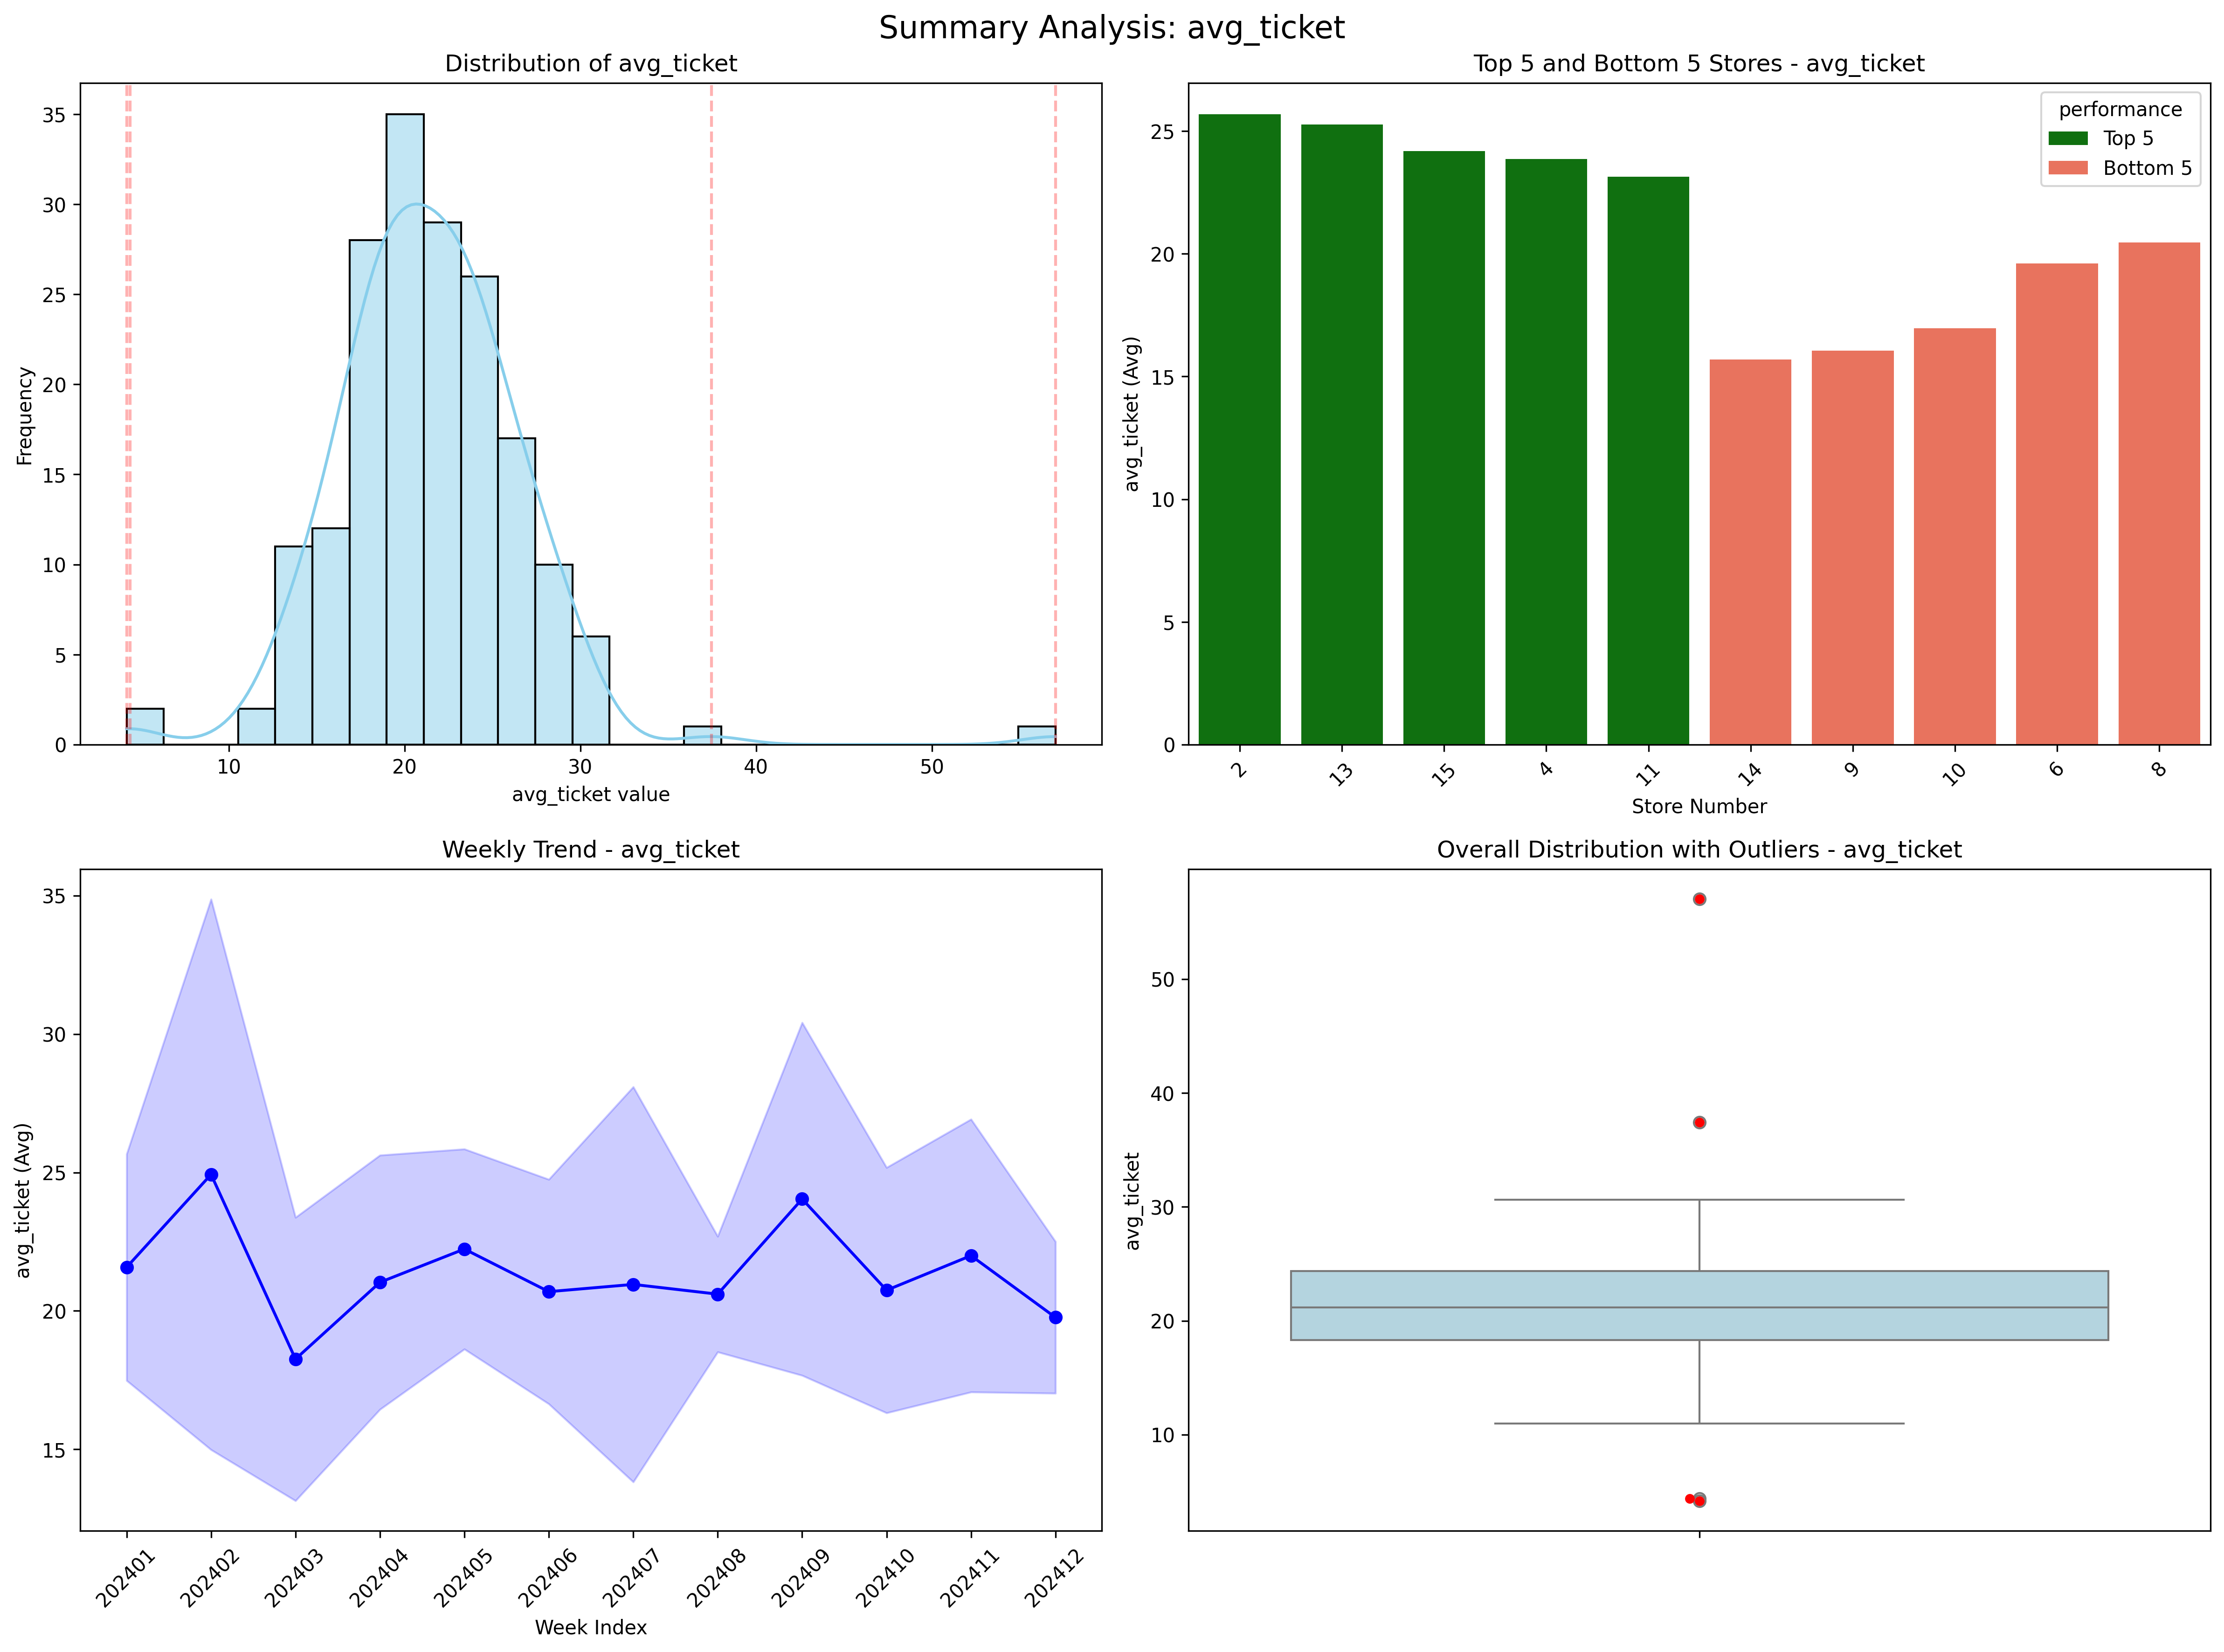 Summary Analysis: avg_ticket
Distribution of avg_ticket
35
30
25
20
15
10
5
0
Frequency
10 20 30 40 50
avg_ticket value
Top 5 and Bottom 5 Stores - avg_ticket
performance
Top 5
Bottom 5
25
20
15
10
5
0
avg_ticket (Avg)
2 13 15 4 11 14 9 10 6 8
Store Number
Weekly Trend - avg_ticket
35
30
25
20
15
avg_ticket (Avg)
202401 202402 202403 202404 202405 202406 202407 202408 202409 202410 202411 202412
Week Index
Overall Distribution with Outliers - avg_ticket
50
40
30
20
10
avg_ticket